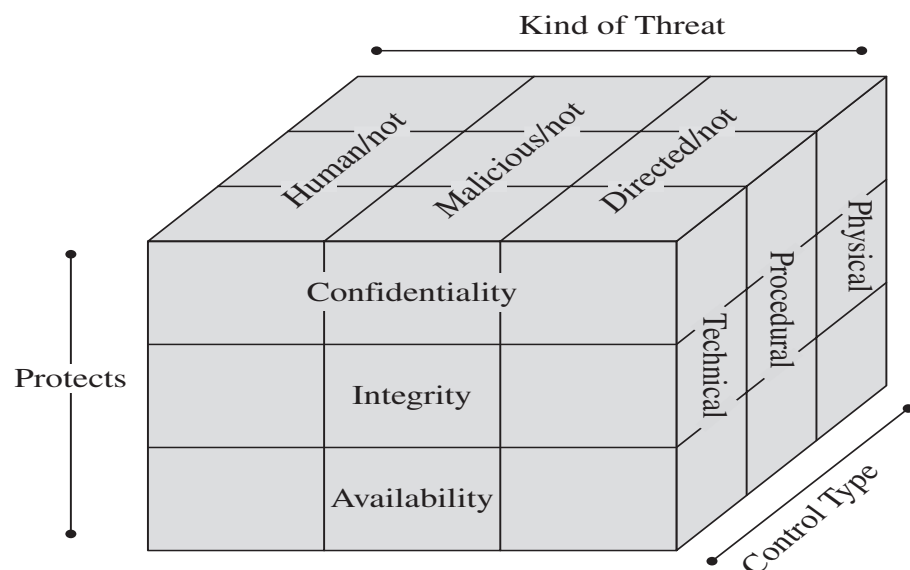 Kind of Threat
Human/not
Malicious/not
Directed/not
Confidentiality
Integrity
Availability
Protects
Technical
Procedural
Physical
Control Type